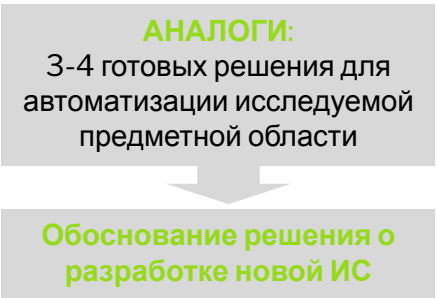 АНАЛОГИ:
3-4 готовых решения для
автоматизации исследуемой
предметной области
Обоснование решения о
разработке новой ИС